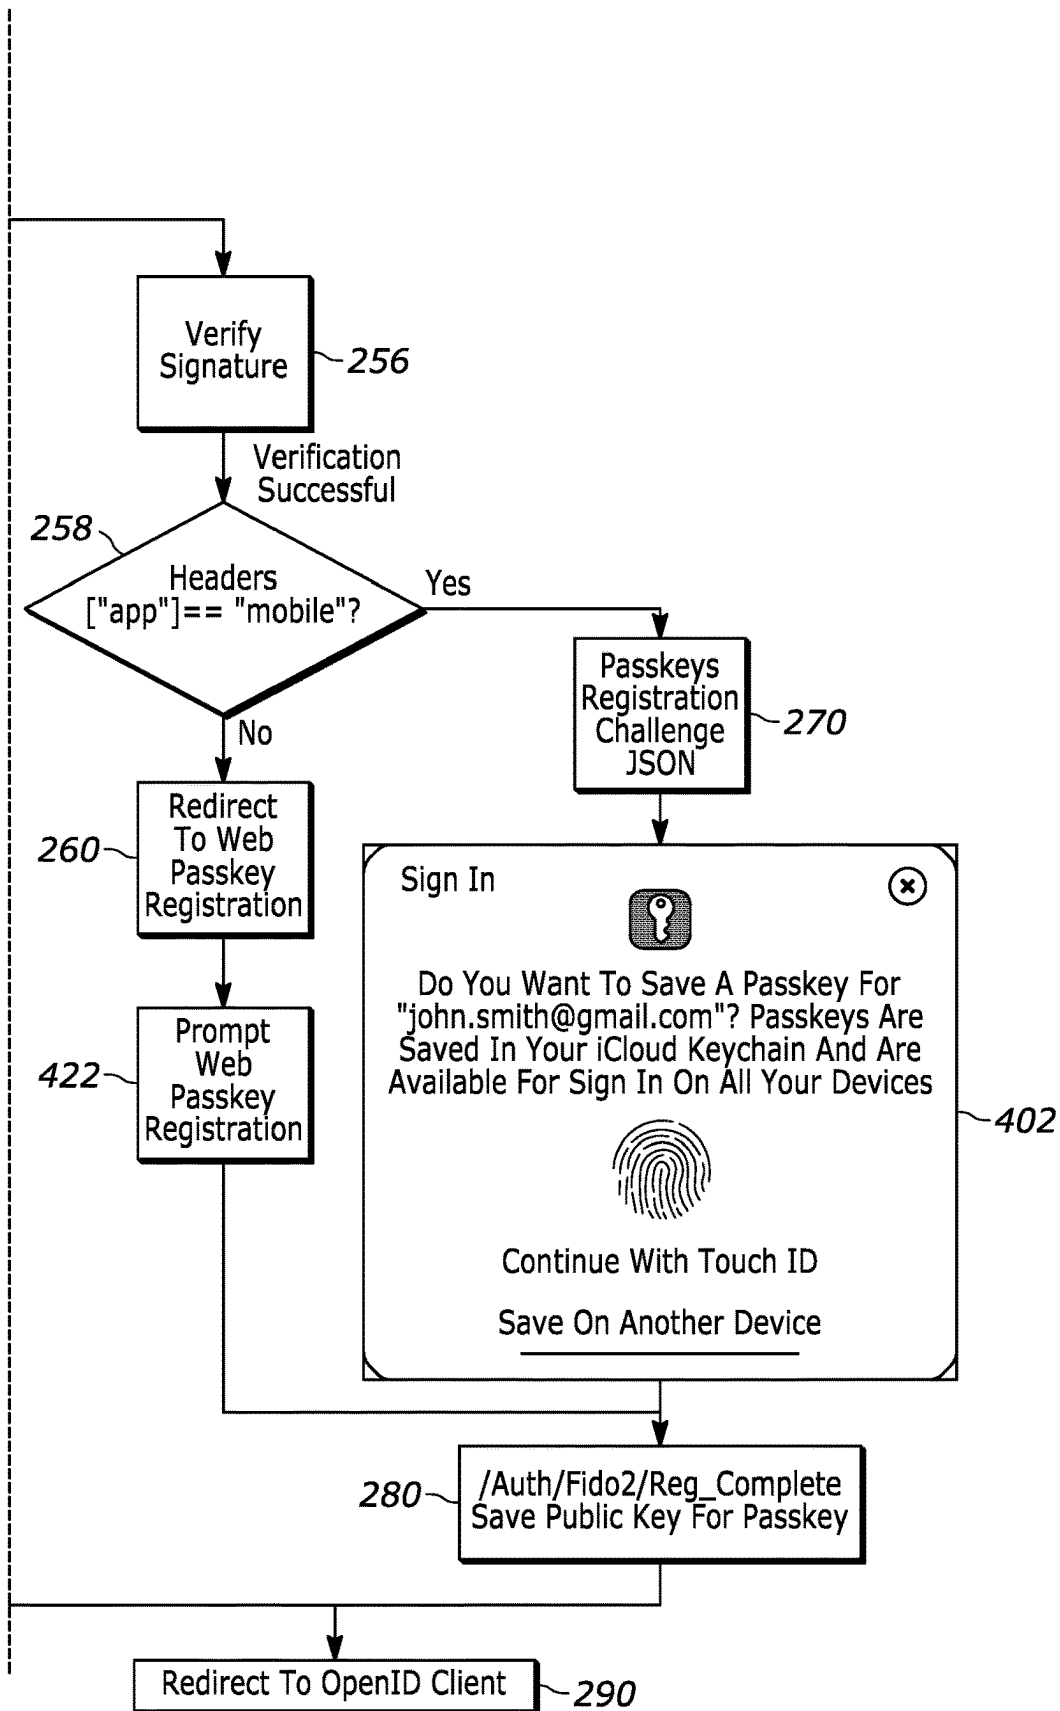 Verify
Signature
256
Verification
Successful
258
Headers
["app"]== "mobile"?
Yes
No
Passkeys
Registration
Challenge
JSON
270
Redirect
To Web
Passkey
Registration
260
Prompt
Web
Passkey
Registration
422
Sign In
Do You Want To Save A Passkey For
"john.smith@gmail.com"? Passkeys Are
Saved In Your iCloud Keychain And Are
Available For Sign In On All Your Devices
402
Continue With Touch ID
Save On Another Device
280
/Auth/Fido2/Reg_Complete
Save Public Key For Passkey
Redirect To OpenID Client
290